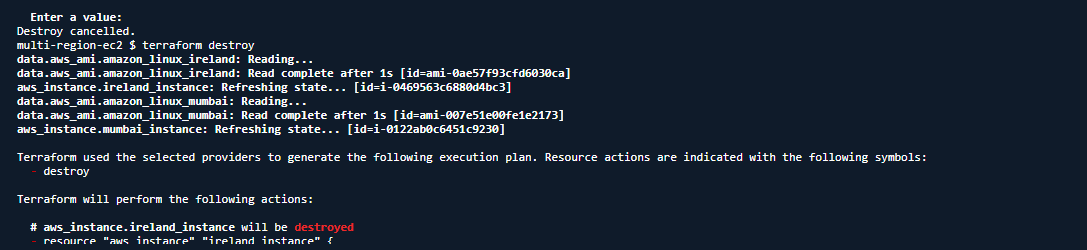 Enter a value:
Destroy cancelled.
multi-region-ec2 $ terraform destroy
data.aws_ami.amazon_linux_ireland: Reading...
data.aws_ami.amazon_linux_ireland: Read complete after 1s [id=ami-0ae57f93cfd6030ca]
aws_instance.ireland_instance: Refreshing state... [id=i-0469563c6880d4bc3]
data.aws_ami.amazon_linux_mumbai: Reading...
data.aws_ami.amazon_linux_mumbai: Read complete after 1s [id=ami-007e51e00fe1e2173]
aws_instance.mumbai_instance: Refreshing state... [id=i-0122ab0c6451c9230]
Terraform used the selected providers to generate the following execution plan. Resource actions are indicated with the following symbols:
- destroy
Terraform will perform the following actions:
# aws_instance.ireland_instance will be destroyed
- resource "aws_instance" "ireland_instance" {